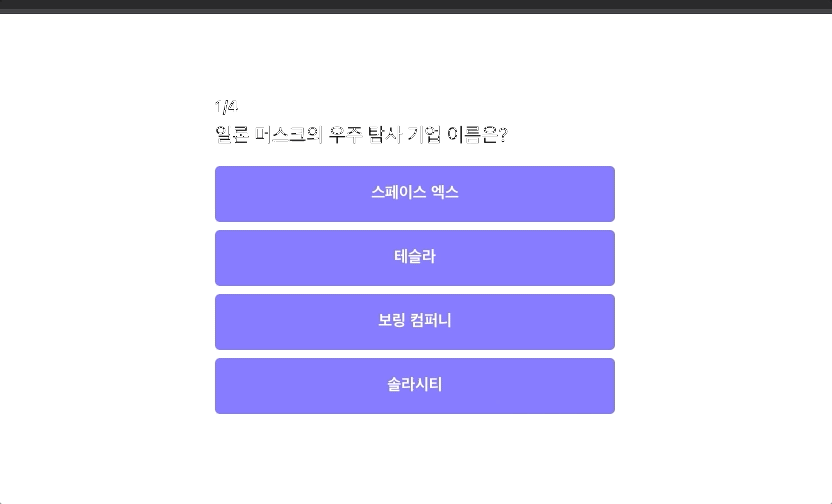 1/4
일론 머스크의 우주 탐사 기업 이름은?
스페이스 엑스
테슬라
보링 컴퍼니
솔라시티